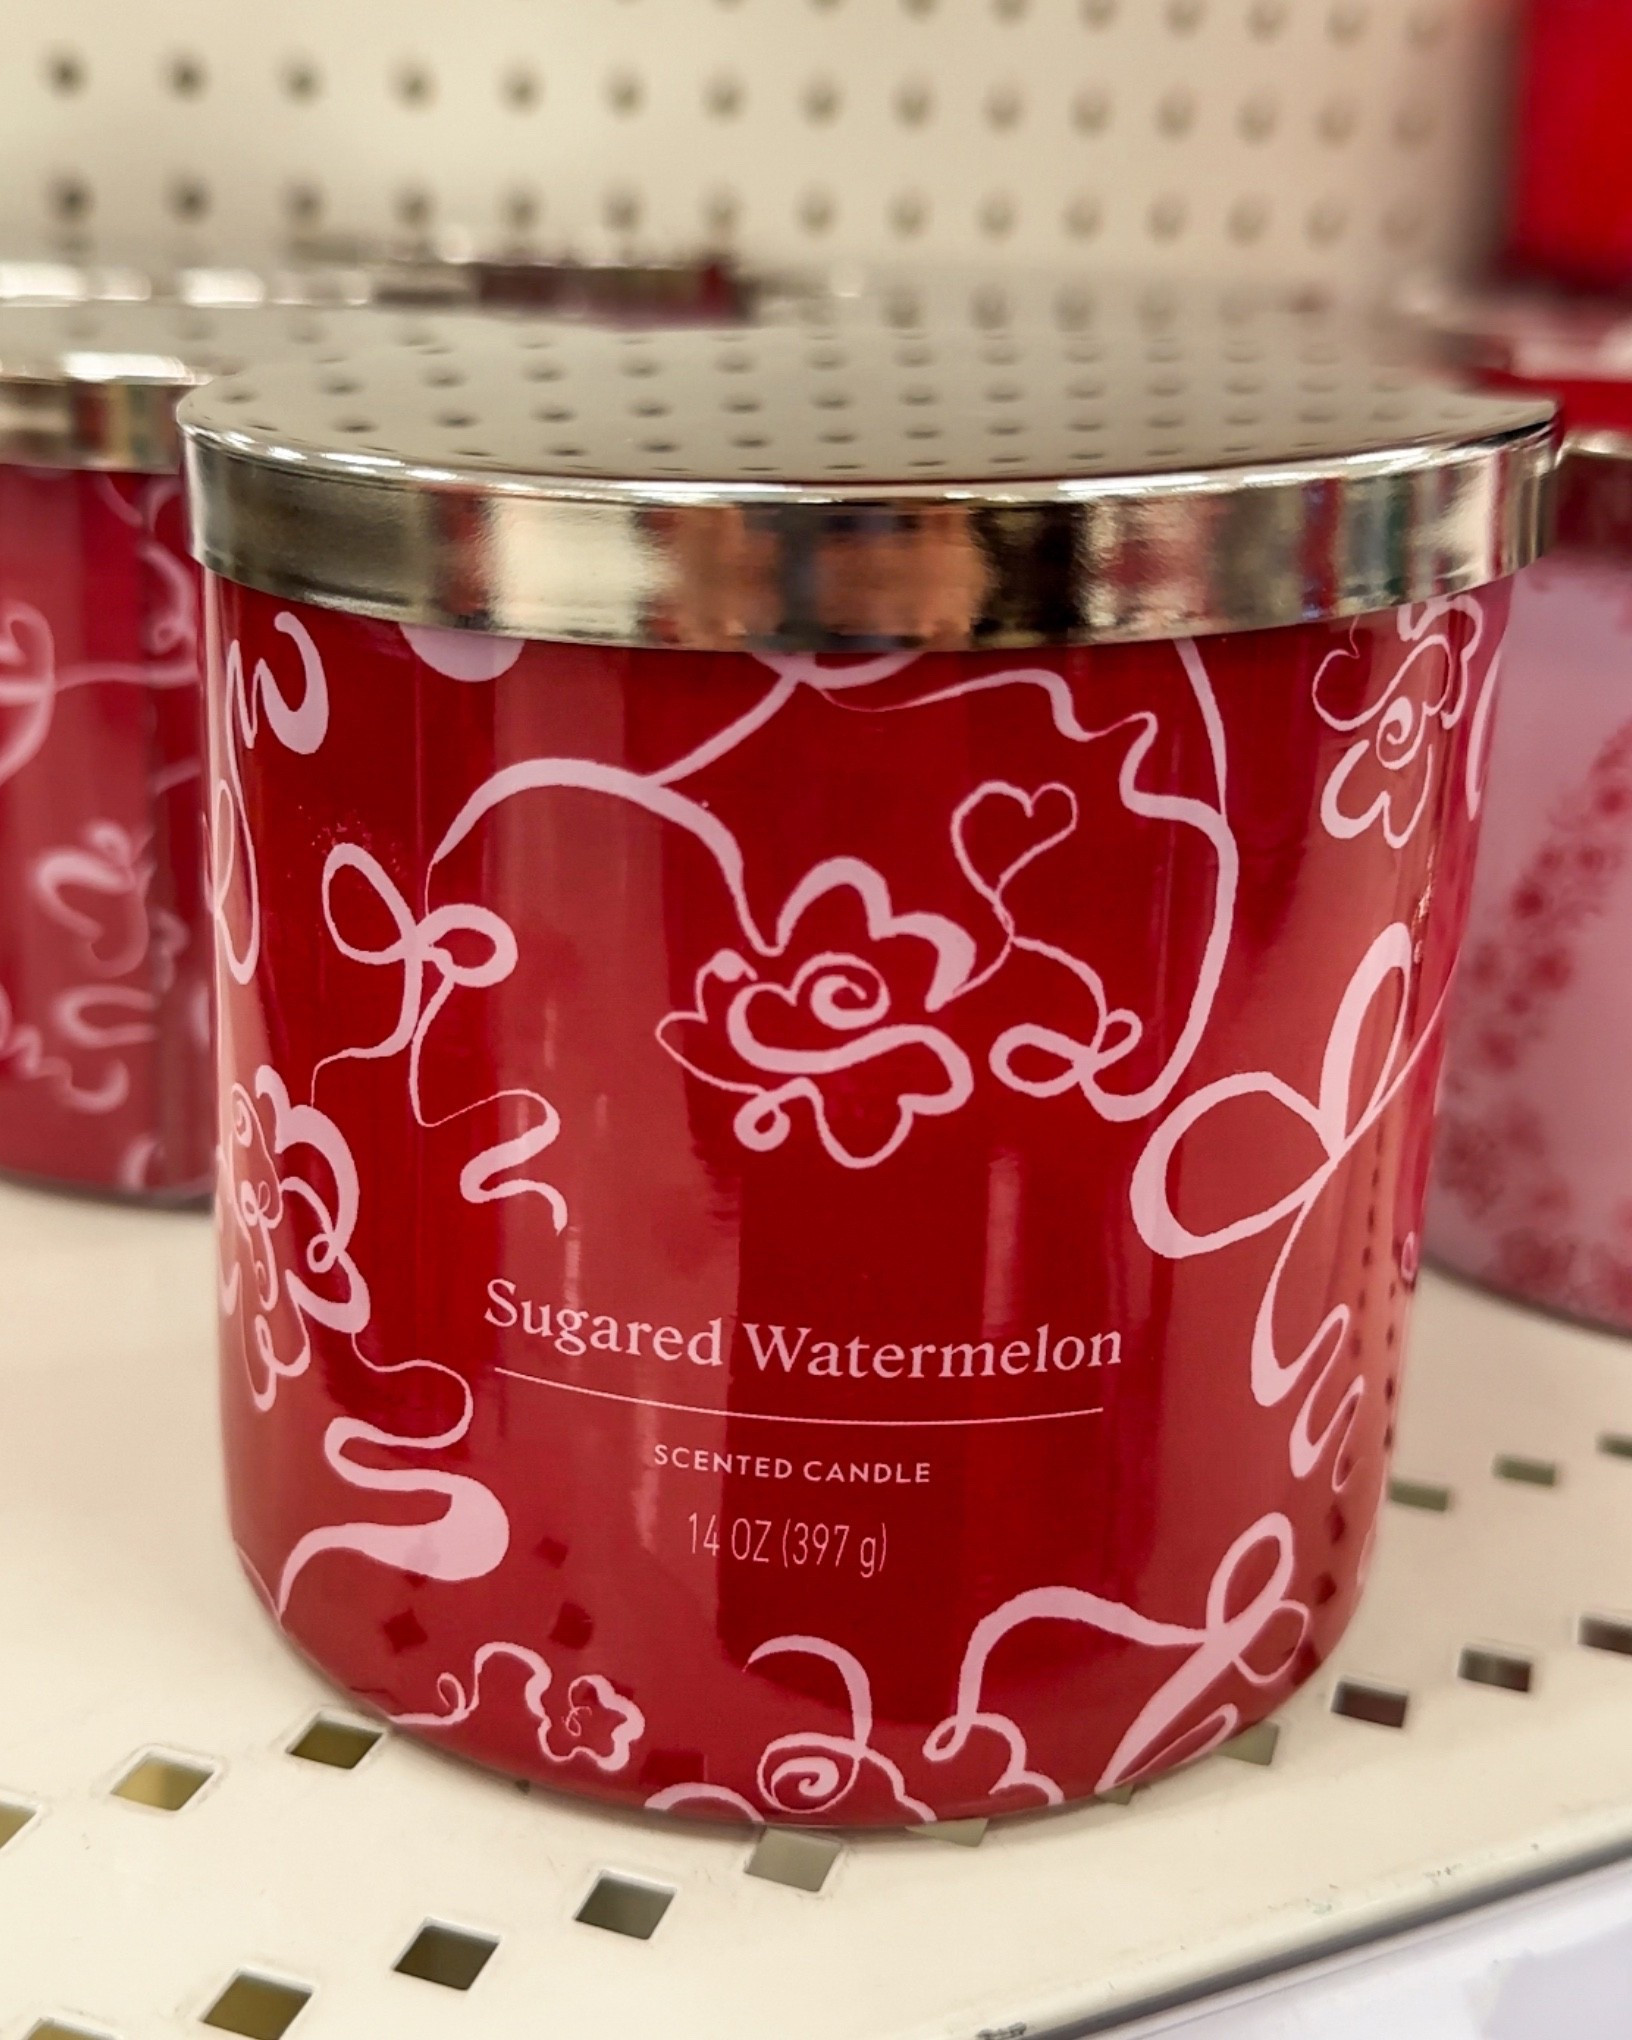 Sugared Watermelon
SCENTED CANDLE
14 OZ (397 g)